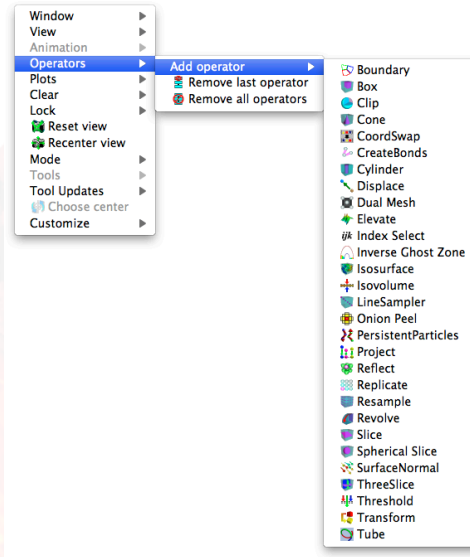 Window
View
Animation
Operators
Plots
Clear
Lock
Reset view
Recenter view
Mode
Tools
Tool Updates
Choose center
Customize
Add operator
Remove last operator
Remove all operators
Boundary
Box
Clip
Cone
CoordSwap
CreateBonds
Cylinder
Displace
Dual Mesh
Elevate
ijk Index Select
Inverse Ghost Zone
Isosurface
Isovolume
LineSampler
Onion Peel
PersistentParticles
Project
Reflect
Replicate
Resample
Revolve
Slice
Spherical Slice
SurfaceNormal
ThreeSlice
Threshold
Transform
Tube